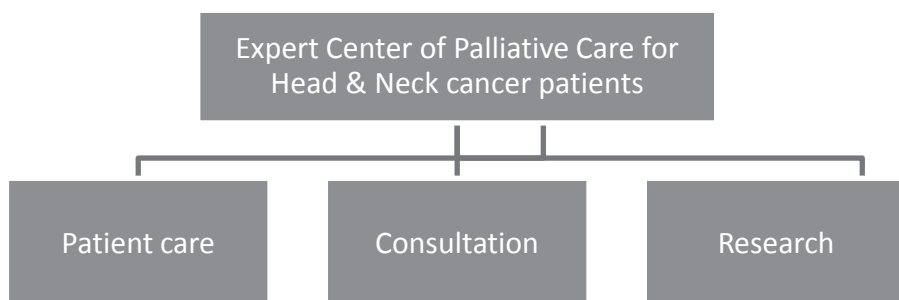 Expert Center of Palliative Care for
Head & Neck cancer patients
Patient care
Consultation
Research